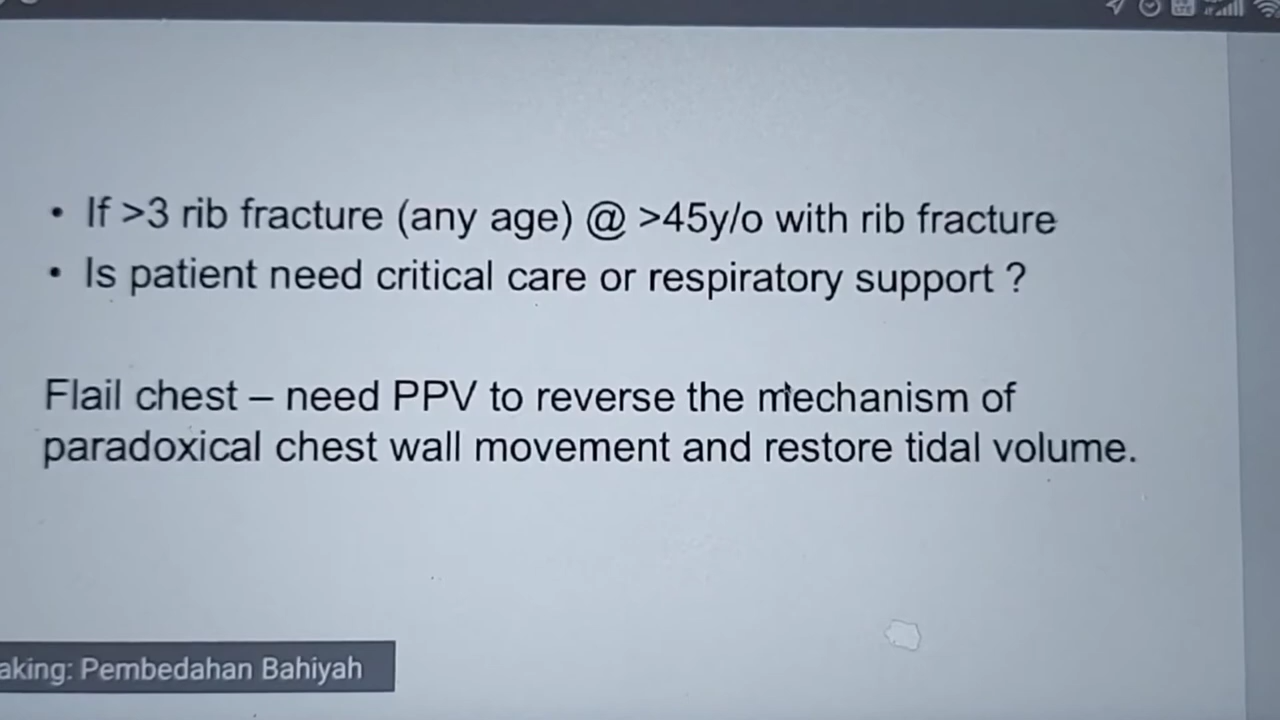 • If >3 rib fracture (any age) @ >45y/o with rib fracture
• Is patient need critical care or respiratory support ?
Flail chest – need PPV to reverse the mechanism of
paradoxical chest wall movement and restore tidal volume.
aking: Pembedahan Bahiyah